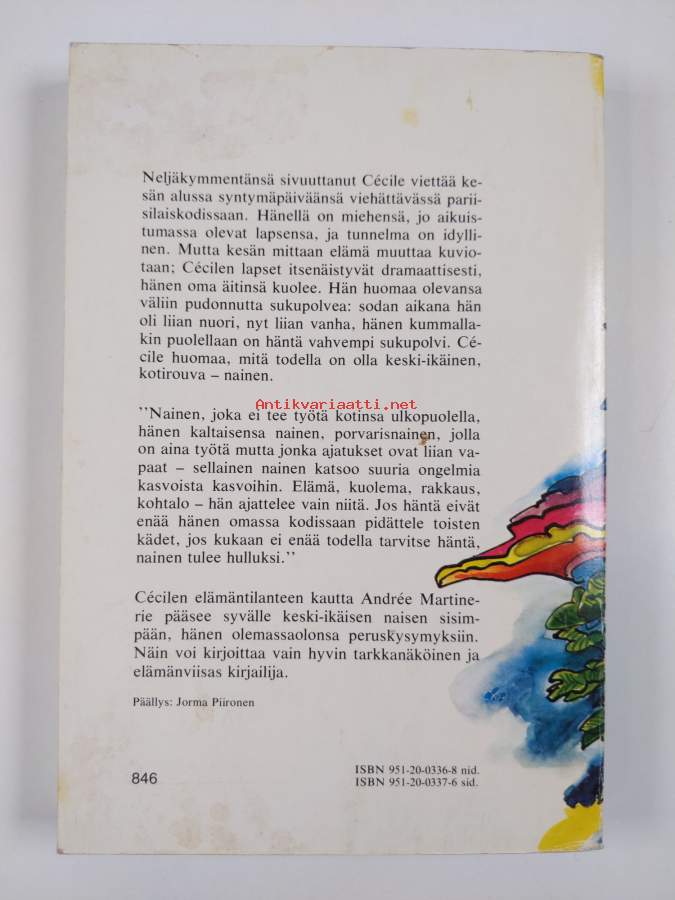 Neljäkymmentänsä sivuuttanut Cécile viettää ke-
sän alussa syntymäpäiväänsä viehättävässä parii-
silaiskodissaan. Hänellä on miehensä, jo aikuis-
tumassa olevat lapsensa, ja tunnelma on idylli-
nen. Mutta kesän mittaan elämä muuttaa kuvio-
taan; Cécilen lapset itsenäistyvät dramaattisesti,
hänen oma äitinsä kuolee. Hän huomaa olevansa
väliin pudonnutta sukupolvea: sodan aikana hän
oli liian nuori, nyt liian vanha, hänen kummalla-
kin puolellaan on häntä vahvempi sukupolvi. Cé-
cile huomaa, mitä todella on olla keski-ikäinen,
kotirouva – nainen.
Antikvariaatti.net
''Nainen, joka ei tee työtä kotinsa ulkopuolella,
hänen kaltaisensa nainen, porvarisnainen, jolla
on aina työtä mutta jonka ajatukset ovat liian va-
paat – sellainen nainen katsoo suuria ongelmia
kasvoista kasvoihin. Elämä, kuolema, rakkaus,
kohtalo – hän ajattelee vain niitä. Jos häntä eivät
enää hänen omassa kodissaan pidättele toisten
kädet, jos kukaan ei enää todella tarvitse häntä,
nainen tulee hulluksi.''
Cécilen elämäntilanteen kautta Andrée Martine-
rie pääsee syvälle keski-ikäisen naisen sisim-
pään, hänen olemassaolonsa peruskysymyksiin.
Näin voi kirjoittaa vain hyvin tarkkanäköinen ja
elämänviisas kirjailija.
Päällys: Jorma Piironen
846
ISBN 951-20-0336-8 nid.
ISBN 951-20-0337-6 sid.